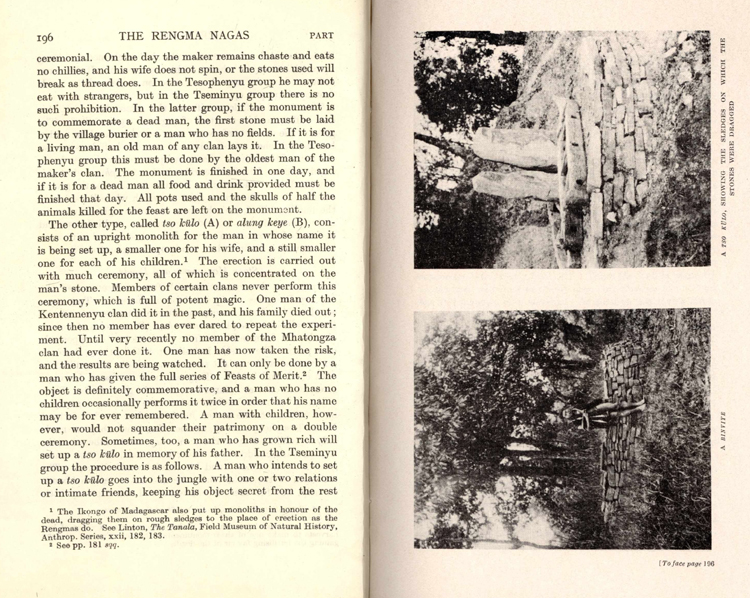 196 THE RENGMA NAGAS PART
ceremonial. On the day the maker remains chaste and eats
no chillies, and his wife does not spin, or the stones used will
break as thread does. In the Tesophenyu group he may not
eat with strangers, but in the Tseminyu group there is no
such prohibition. In the latter group, if the monument is
to commemorate a dead man, the first stone must be laid
by the village burier or a man who has no fields. If it is for
a living man, an old man of any clan lays it. In the Teso-
phenyu group this must be done by the oldest man of the
maker's clan. The monument is finished in one day, and
if it is for a dead man all food and drink provided must be
finished that day. All pots used and the skulls of half the
animals killed for the feast are left on the monument.
The other type, called tso külo (A) or alung keye (B), con-
sists of an upright monolith for the man in whose name it
is being set up, a smaller one for his wife, and a still smaller
one for each of his children.¹ The erection is carried out
with much ceremony, all of which is concentrated on the
man's stone. Members of certain clans never perform this
ceremony, which is full of potent magic. One man of the
Kentennenyu clan did it in the past, and his family died out;
since then no member has ever dared to repeat the experi-
ment. Until very recently no member of the Mhatongza
clan had ever done it. One man has now taken the risk,
and the results are being watched. It can only be done by a
man who has given the full series of Feasts of Merit.² The
object is definitely commemorative, and a man who has no
children occasionally performs it twice in order that his name
may be for ever remembered. A man with children, how-
ever, would not squander their patrimony on a double
ceremony. Sometimes, too, a man who has grown rich will
set up a tso külo in memory of his father. In the Tseminyu
group the procedure is as follows. A man who intends to set
up a tso külo goes into the jungle with one or two relations
or intimate friends, keeping his object secret from the rest
¹ The Ikongo of Madagascar also put up monoliths in honour of the
dead, dragging them on rough sledges to the place of erection as the
Rengmas do. See Linton, The Tanala, Field Museum of Natural History,
Anthrop. Series, xxii, 182, 183.
² See pp. 181 sqq.
A TSO KÜLO, SHOWING THE SLEDGES ON WHICH THE
STONES WERE DRAGGED
A BINYITE
[To face page 196